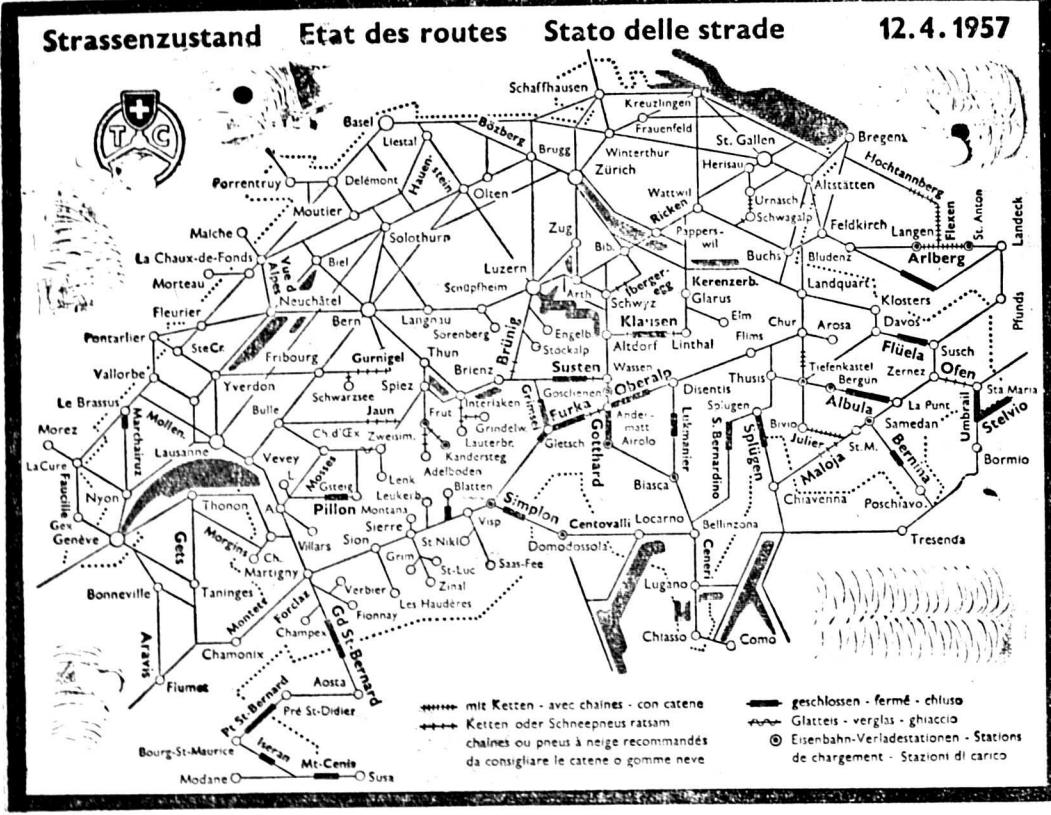 Strassenzustand Etat des routes Stato delle strade 12.4.1957
T C
Schaffhausen
Kreuzlingen
Frauenfeld
Basel
Bözberg
Liestal
Brugg
Winterthur
Zürich
St. Gallen
Herisau
Bregenz
Hochtannberg
Porrentruy
Delémont
Hauenstein
Olten
Moutier
Wattwil
Ricken
Urnäsch
Schwägalp
Altstätten
Flexen
St. Anton
Landeck
Maiche
Solothurn
Zug
Bib.
Rapperswil
Feldkirch
Langen
Arlberg
La Chaux-de-Fonds
Vue d Alpes
Biel
Luzern
Buchs
Bludenz
Morteau
Neuchâtel
Schüpfheim
Arth
Schwyz
Ibergeregg
Kerenzerb.
Glarus
Landquart
Klosters
Pfunds
Fleurier
Bern
Langnau
Sörenberg
Brünig
Engelb
Stöckalp
Klausen
Altdorf
Linthal
Elm
Flims
Chur
Arosa
Davos
Flüela
Susch
Pontarlier
Ste Cr.
Fribourg
Gurnigel
Thun
Brienz
Susten
Wassen
Göschenen
Oberalp
Disentis
Thusis
Tiefenkastel
Bergün
Zernez
Ofen
Sta Maria
Vallorbe
Yverdon
Schwarzsee
Spiez
Interlaken
Grimsel
Furka
Andermatt
Gotthard
Airolo
Splügen
Albula
La Punt
Samedan
Umbrail
Stelvio
Le Brassus
Marchairuz
Mollen.
Bulle
Jaun
Frut
Grindelw.
Lauterbr.
Gletsch
Lukmanier
S. Bernardino
Splügen
Bivio
Julier
St.M.
Bernina
Bormio
Morez
Lausanne
Ch d'Œx
Zweisim.
Kandersteg
Adelboden
La Cure
Faucille
Nyon
Vevey
Mosses
Gsteig
Lenk
Pillon
Leukerb.
Blatten
Biasca
Maloja
Chiavenna
Poschiavo
Gex
Genève
Thonon
A
Villars
Montana
Sierre
Sion
Visp
Simplon
Centovalli
Locarno
Bellinzona
Tresenda
Gets
Morgins
Ch.
Martigny
Grim
St Nikl
Saas-Fee
Domodossola
Ceneri
Bonneville
Taninges
Montets
Forclaz
Verbier
Fionnay
St-Luc
Zinal
Les Haudères
Lugano
Aravis
Chamonix
Champex
Gd St-Bernard
Chiasso
Como
Flumet
Aosta
Pré St-Didier
Pt St-Bernard
Bourg-St-Maurice
Iseran
Mt-Cenis
Modane
Susa
mit Ketten - avec chaînes - con catene
Ketten oder Schneepneus ratsam
chaînes ou pneus à neige recommandés
da consigliare le catene o gomme neve
geschlossen - fermé - chiuso
Glatteis - verglas - ghiaccio
Eisenbahn-Verladestationen - Stations
de chargement - Stazioni di carico